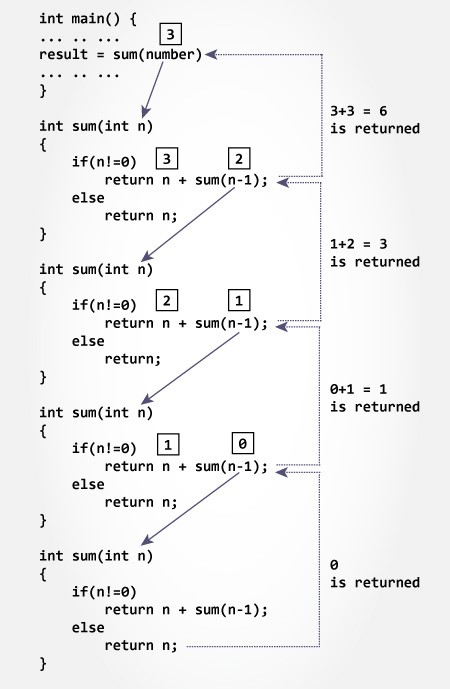 int main() {
... .. ...
3
result = sum(number)
... .. ...
}
3+3 = 6
is returned
int sum(int n)
{
if(n!=0) 3 2
return n + sum(n-1);
else
return n;
}
1+2 = 3
is returned
int sum(int n)
{
if(n!=0) 2 1
return n + sum(n-1);
else
return;
}
0+1 = 1
is returned
int sum(int n)
{
if(n!=0) 1 0
return n + sum(n-1);
else
return n;
}
0
is returned
int sum(int n)
{
if(n!=0)
return n + sum(n-1);
else
return n;
}